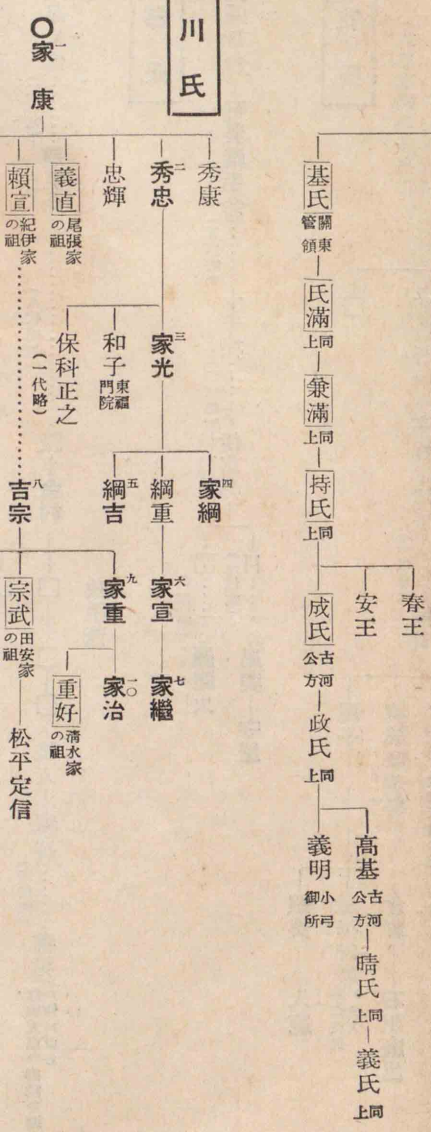 基氏 關東管領
氏滿 同上
兼滿 同上
持氏 同上
春王
安王
成氏 古河公方
政氏 同上
高基 古河公方
晴氏 同上
義氏 同上
義明 小弓御所
川氏
〇家康 一
秀康
秀忠 二
忠輝
義直 尾張家の祖
賴宣 紀伊家の祖
家光 三
和子 東福門院
保科正之
(一代略)
家綱 四
綱重
綱吉 五
家宣 六
家繼 七
吉宗 八
家重 九
宗武 田安家の祖
家治 一〇
重好 清水家の祖
松平定信